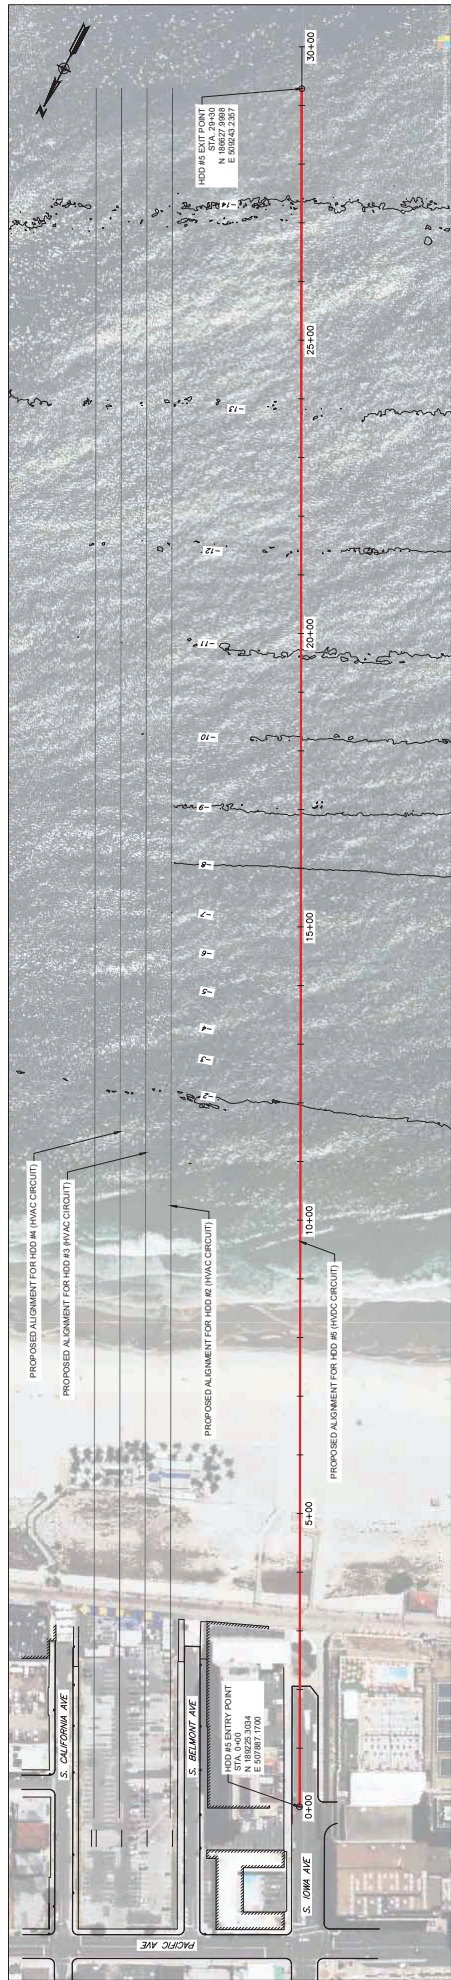 PROPOSED ALIGNMENT FOR HDD #4 (HVAC CIRCUIT)
PROPOSED ALIGNMENT FOR HDD #3 (HVAC CIRCUIT)
PROPOSED ALIGNMENT FOR HDD #2 (HVAC CIRCUIT)
PROPOSED ALIGNMENT FOR HDD #5 (HVDC CIRCUIT)
HDD #5 ENTRY POINT
STA. 0+00
N 189225.3034
E 507887.1700
HDD #5 EXIT POINT
STA. 29+30
N 186627.9998
E 509243.2357
PACIFIC AVE
S. CALIFORNIA AVE
S. BELMONT AVE
S. IOWA AVE
0+00
5+00
10+00
15+00
20+00
25+00
30+00
-2
-3
-4
-5
-6
-7
-8
-9
-10
-11
-12
-13
-14
N